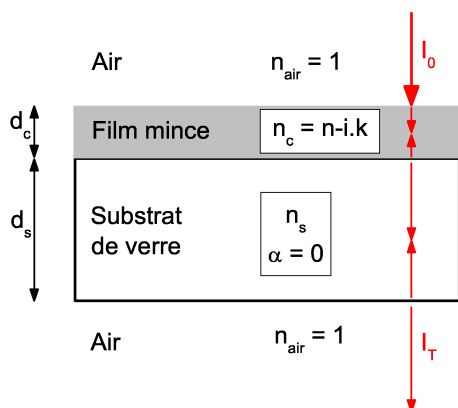 Air
n_air = 1
I_0
d_c
Film mince
n_c = n-i.k
d_s
Substrat
de verre
n_s
α = 0
Air
n_air = 1
I_T